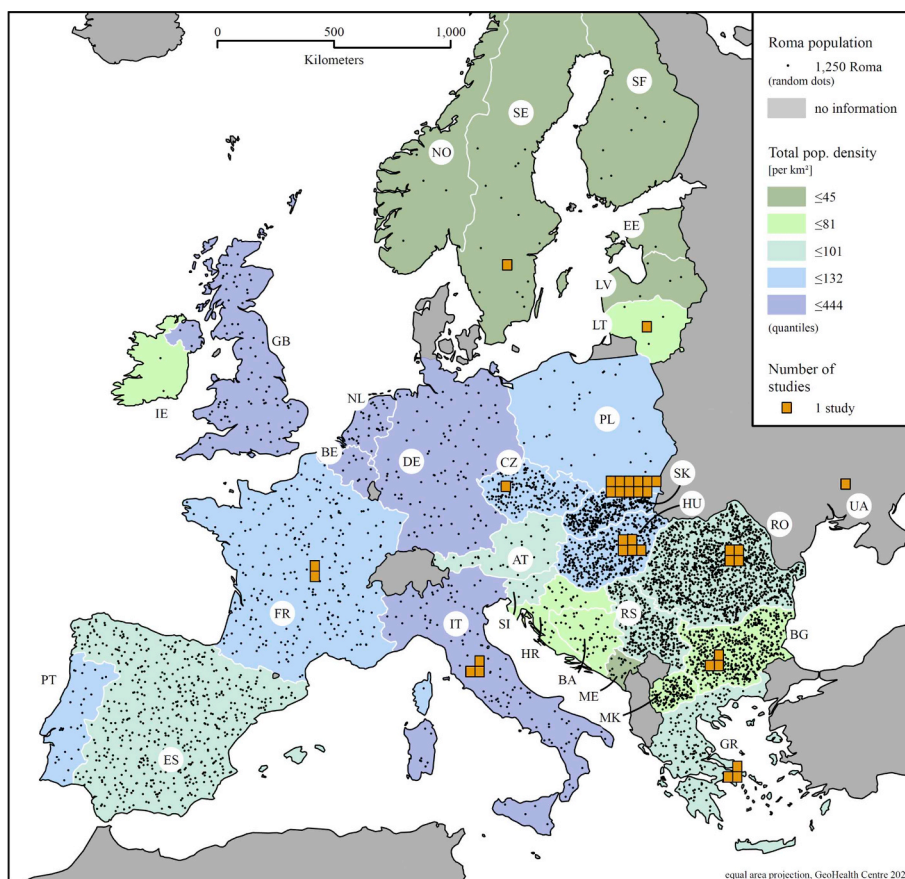 0 500 1,000
Kilometers
Roma population
1,250 Roma
(random dots)
no information
Total pop. density
[per km²]
≤45
≤81
≤101
≤132
≤444
(quantiles)
Number of
studies
1 study
SF
SE
NO
EE
LV
LT
GB
IE
NL
PL
BE
DE
CZ
SK
HU
UA
RO
AT
FR
IT
SI
RS
HR
BG
BA
ME
PT
MK
ES
GR
equal area projection, GeoHealth Centre 202